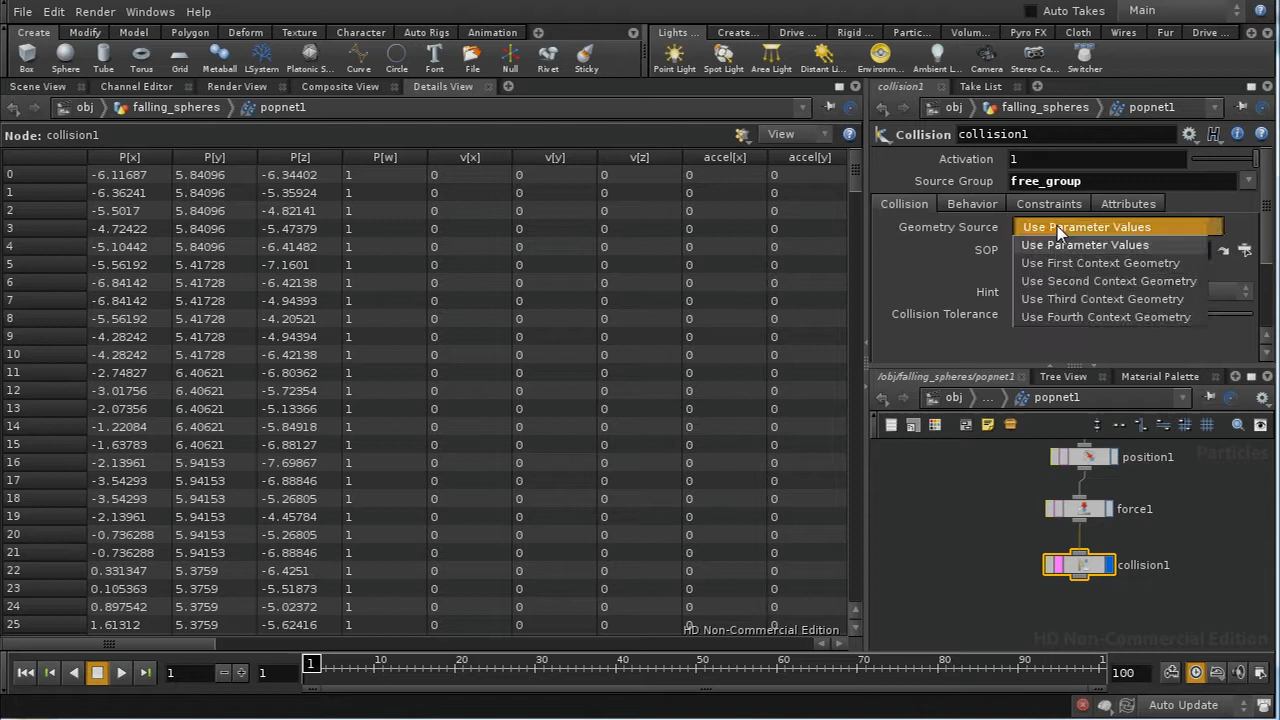 File Edit Render Windows Help Auto Takes Main
Create Modify Model Polygon Deform Texture Character Auto Rigs Animation Lights ... Create... Drive ... Rigid ... Partic... Volum... Pyro FX Cloth Wires Fur Drive ...
Box Sphere Tube Torus Grid Metaball LSystem Platonic S... Curve Circle Font File Null Rivet Sticky Point Light Spot Light Area Light Distant Li... Environm... Ambient L... Camera Stereo Ca... Switcher
Scene View Channel Editor Render View Composite View Details View collision1 Take List
obj falling_spheres popnet1 obj falling_spheres popnet1
Node: collision1 View Collision collision1
Activation 1
Source Group free_group
Collision Behavior Constraints Attributes
Geometry Source Use Parameter Values
SOP Use Parameter Values
Use First Context Geometry
Use Second Context Geometry
Hint Use Third Context Geometry
Collision Tolerance Use Fourth Context Geometry
P[x] P[y] P[z] P[w] v[x] v[y] v[z] accel[x] accel[y]
0 -6.11687 5.84096 -6.34402 1 0 0 0 0 0
1 -6.36241 5.84096 -5.35924 1 0 0 0 0 0
2 -5.5017 5.84096 -4.82141 1 0 0 0 0 0
3 -4.72422 5.84096 -5.47379 1 0 0 0 0 0
4 -5.10442 5.84096 -6.41482 1 0 0 0 0 0
5 -5.56192 5.41728 -7.1601 1 0 0 0 0 0
6 -6.84142 5.41728 -6.42138 1 0 0 0 0 0
7 -6.84142 5.41728 -4.94393 1 0 0 0 0 0
8 -5.56192 5.41728 -4.20521 1 0 0 0 0 0
9 -4.28242 5.41728 -4.94394 1 0 0 0 0 0
10 -4.28242 5.41728 -6.42138 1 0 0 0 0 0
11 -2.74827 6.40621 -6.80362 1 0 0 0 0 0
12 -3.01756 6.40621 -5.72354 1 0 0 0 0 0
13 -2.07356 6.40621 -5.13366 1 0 0 0 0 0
14 -1.22084 6.40621 -5.84918 1 0 0 0 0 0
15 -1.63783 6.40621 -6.88127 1 0 0 0 0 0
16 -2.13961 5.94153 -7.69867 1 0 0 0 0 0
17 -3.54293 5.94153 -6.88846 1 0 0 0 0 0
18 -3.54293 5.94153 -5.26805 1 0 0 0 0 0
19 -2.13961 5.94153 -4.45784 1 0 0 0 0 0
20 -0.736288 5.94153 -5.26805 1 0 0 0 0 0
21 -0.736288 5.94153 -6.88846 1 0 0 0 0 0
22 0.331347 5.3759 -6.4251 1 0 0 0 0 0
23 0.105363 5.3759 -5.51873 1 0 0 0 0 0
24 0.897542 5.3759 -5.02372 1 0 0 0 0 0
25 1.61312 5.3759 -5.62416 1 0 0 0 0 0
HD Non-Commercial Edition
/obj/falling_spheres/popnet1 Tree View Material Palette
obj ... popnet1
Particles
position1
force1
collision1
HD Non-Commercial Edition
1 1 1 10 20 30 40 50 60 70 80 90 1 100
Auto Update